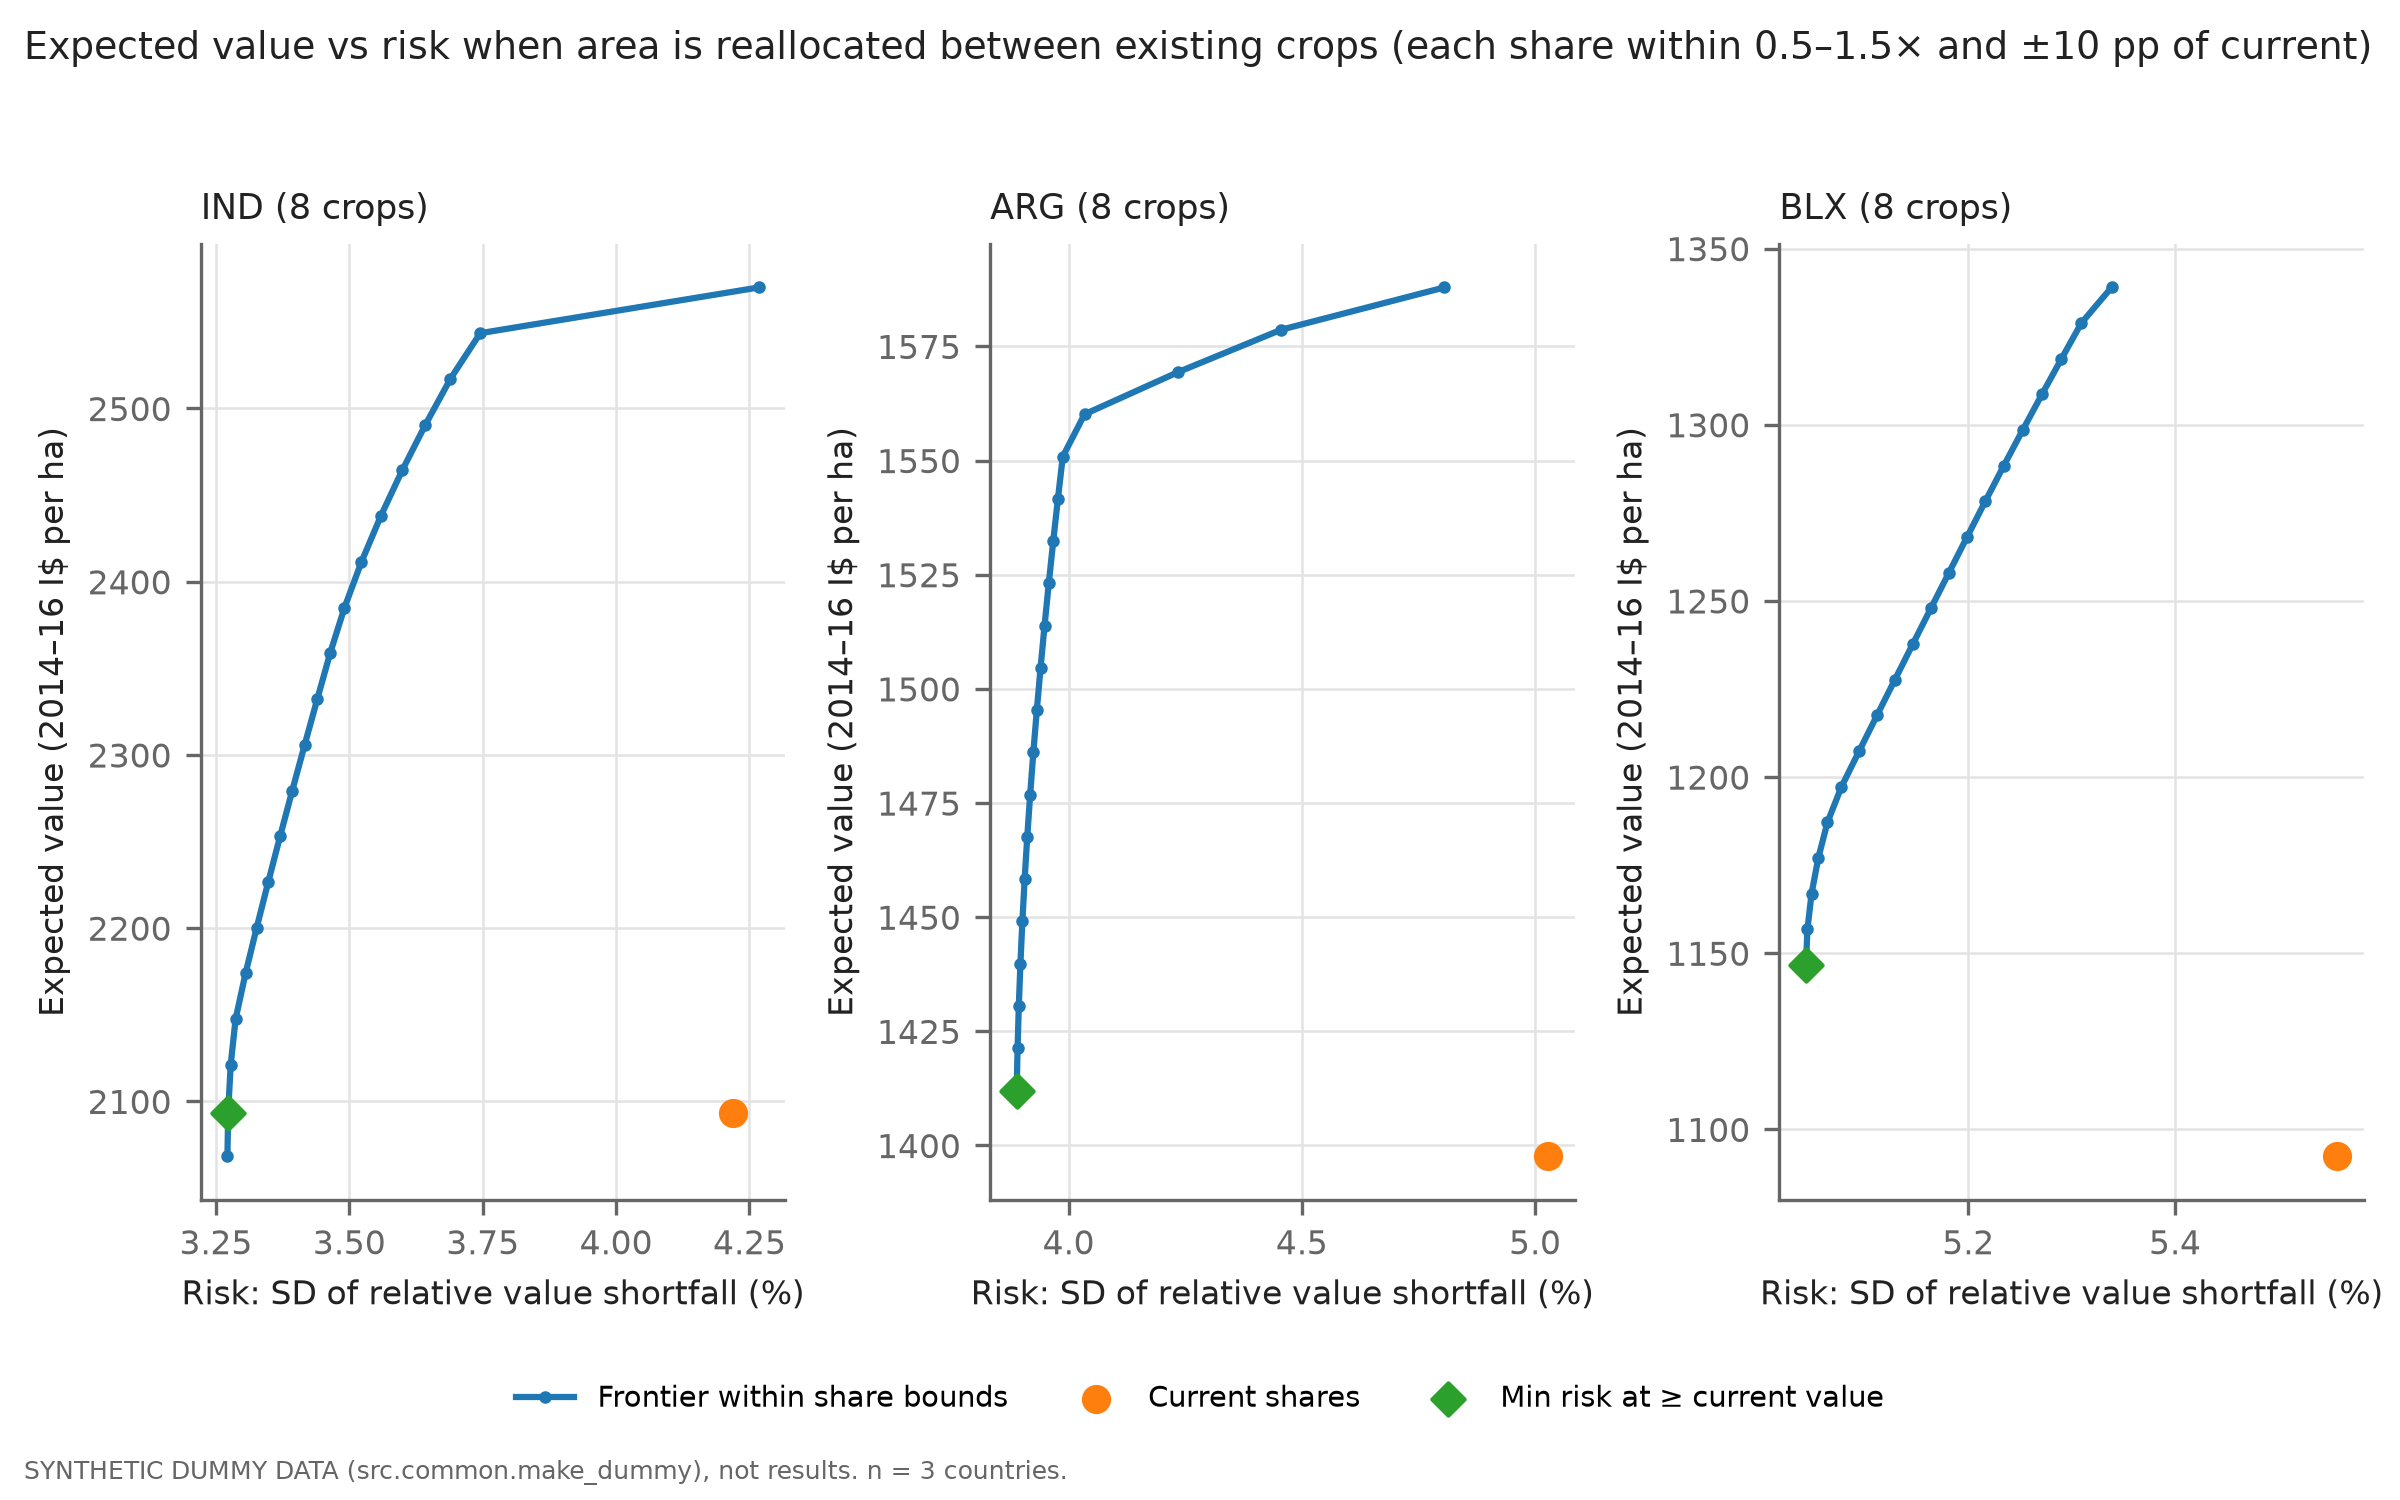 Expected value vs risk when area is reallocated between existing crops (each share within 0.5–1.5× and ±10 pp of current)
IND (8 crops)
Expected value (2014–16 I$ per ha)
2500
2400
2300
2200
2100
3.25 3.50 3.75 4.00 4.25
Risk: SD of relative value shortfall (%)
ARG (8 crops)
Expected value (2014–16 I$ per ha)
1575
1550
1525
1500
1475
1450
1425
1400
4.0 4.5 5.0
Risk: SD of relative value shortfall (%)
BLX (8 crops)
Expected value (2014–16 I$ per ha)
1350
1300
1250
1200
1150
1100
5.2 5.4
Risk: SD of relative value shortfall (%)
Frontier within share bounds
Current shares
Min risk at ≥ current value
SYNTHETIC DUMMY DATA (src.common.make_dummy), not results. n = 3 countries.